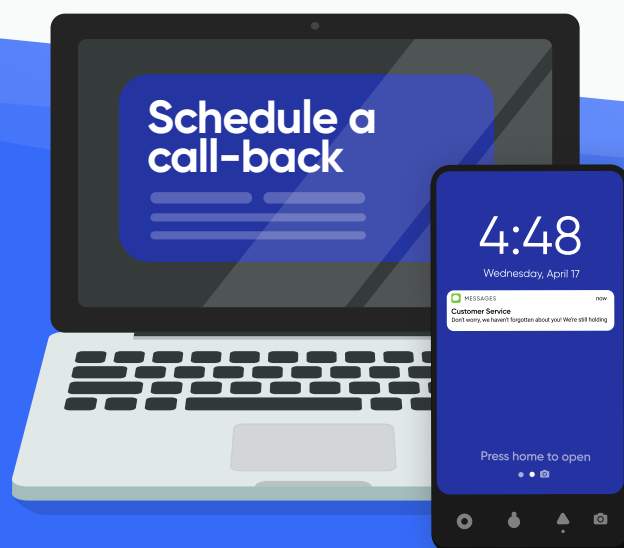 Schedule a
call-back
4:48
Wednesday, April 17
MESSAGES now
Customer Service
Don't worry, we haven't forgotten about you! We're still holding
Press home to open